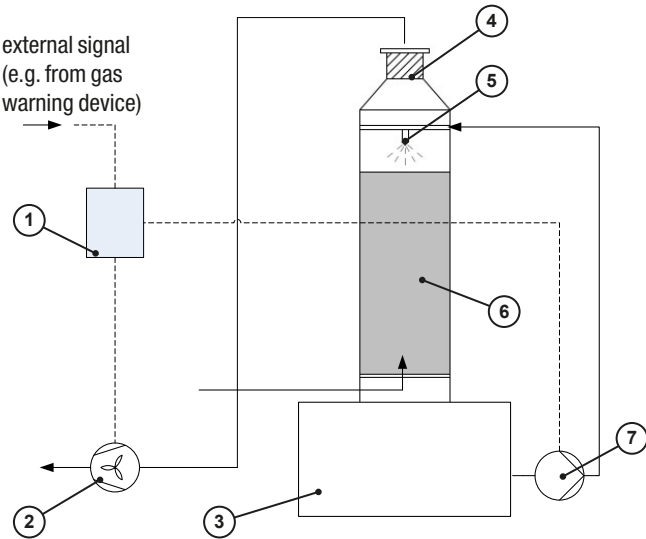 external signal
(e.g. from gas
warning device)
4
5
1
6
7
2
3